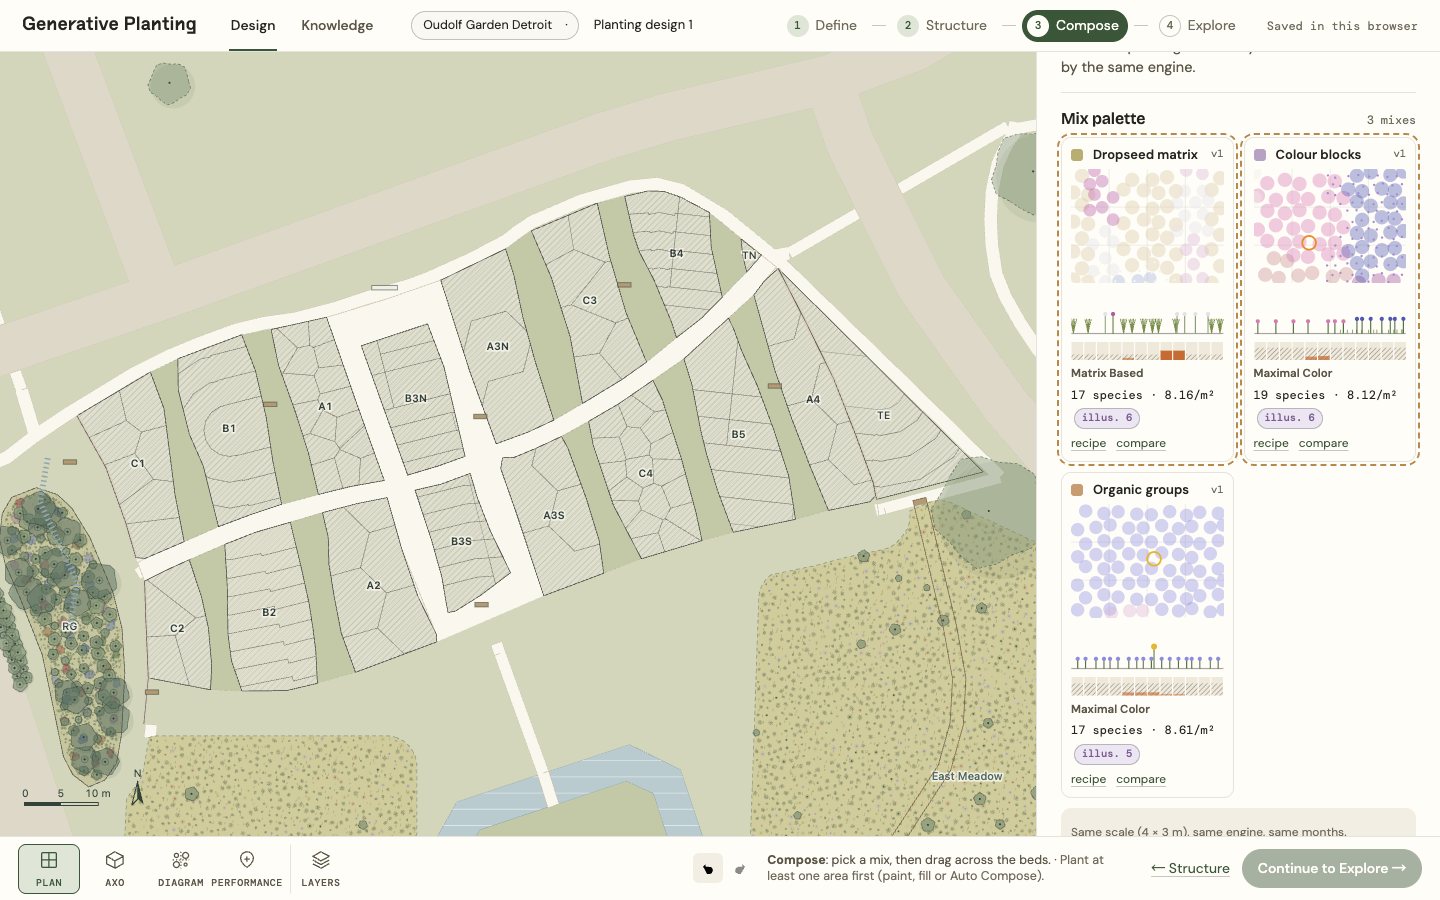 Generative Planting
Design
Knowledge
Oudolf Garden Detroit ·
Planting design 1
1 Define
2 Structure
3 Compose
4 Explore
Saved in this browser
by the same engine.
Mix palette
3 mixes
Dropseed matrix v1
Matrix Based
17 species · 8.16/m²
illus. 6
recipe compare
Colour blocks v1
Maximal Color
19 species · 8.12/m²
illus. 6
recipe compare
Organic groups v1
Maximal Color
17 species · 8.61/m²
illus. 5
recipe compare
Same scale (4 × 3 m), same engine, same months.
B4
TN
C3
A3N
B3N
A1
B1
C1
A4
TE
B5
C4
A3S
B3S
A2
B2
C2
RG
East Meadow
N
0 5 10 m
PLAN
AXO
DIAGRAM
PERFORMANCE
LAYERS
Compose: pick a mix, then drag across the beds. · Plant at
least one area first (paint, fill or Auto Compose).
← Structure
Continue to Explore →